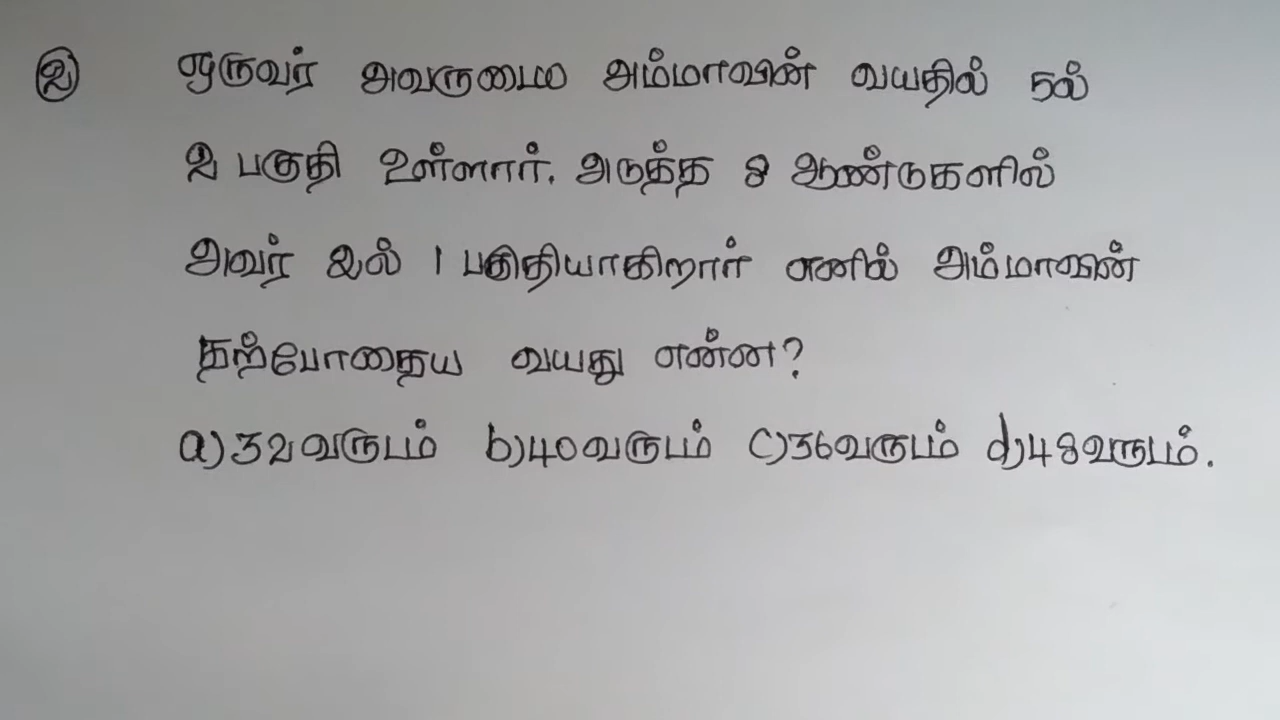 ② ஒருவர் அவருடைய அம்மாவின் வயதில் 5ல்
2 பகுதி உள்ளார். அடுத்த 8 ஆண்டுகளில்
அவர் 2ல் 1 பகிதியாகிறார் எனில் அம்மாவின்
தற்போதைய வயது என்ன?
a) 32 வருடம் b) 40 வருடம் c) 36 வருடம் d) 48 வருடம்.